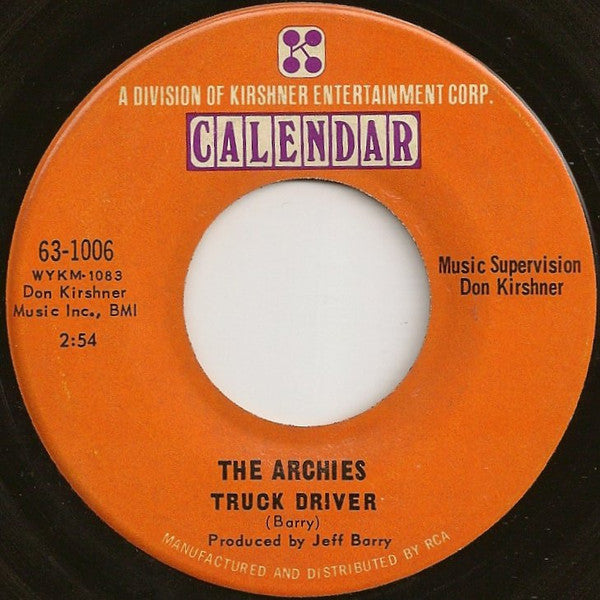 K
A DIVISION OF KIRSHNER ENTERTAINMENT CORP.
CALENDAR
63-1006
WYKM-1083
Don Kirshner
Music Inc., BMI
2:54
Music Supervision
Don Kirshner
THE ARCHIES
TRUCK DRIVER
(Barry)
Produced by Jeff Barry
MANUFACTURED AND DISTRIBUTED BY RCA